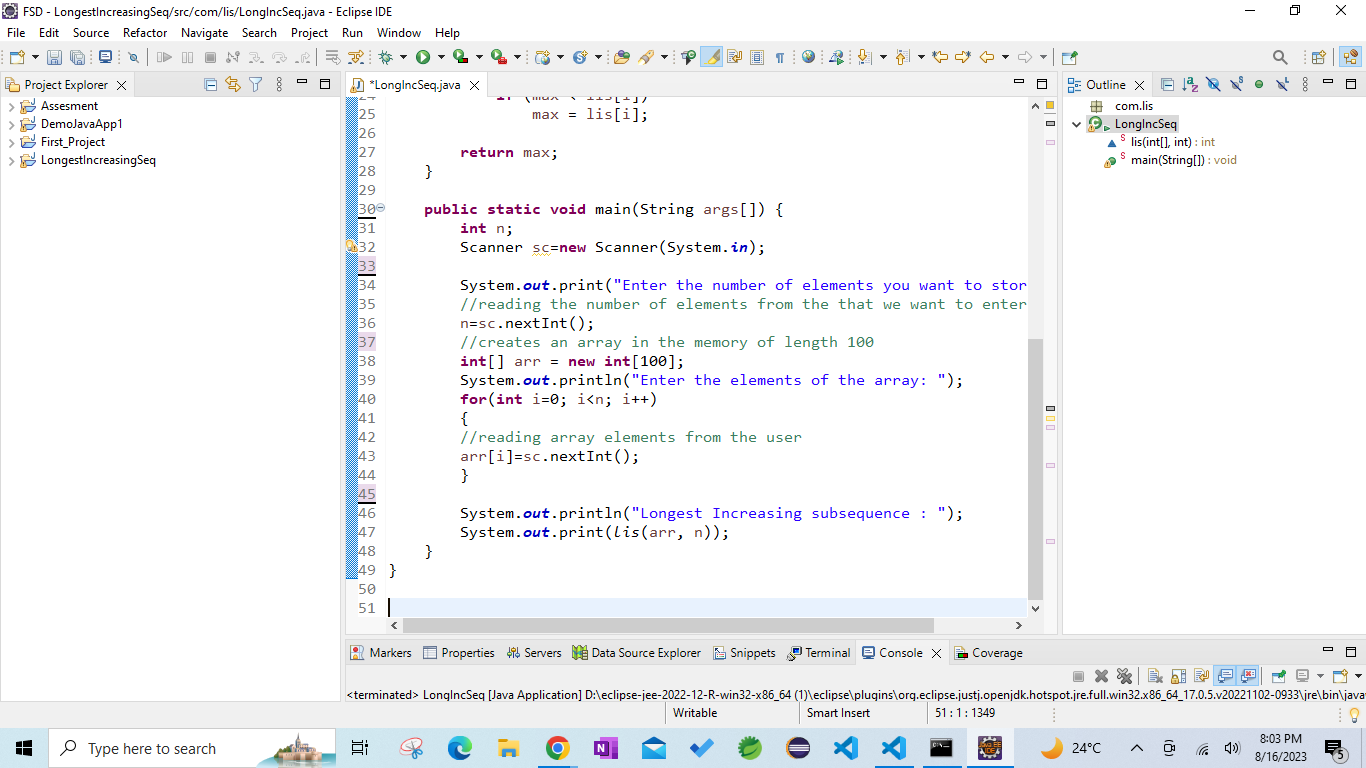 FSD - LongestIncreasingSeq/src/com/lis/LongIncSeq.java - Eclipse IDE
File Edit Source Refactor Navigate Search Project Run Window Help
Project Explorer
Assesment
DemoJavaApp1
First_Project
LongestIncreasingSeq
*LongIncSeq.java
24 if (max < lis[i])
25 max = lis[i];
26
27 return max;
28 }
29
30 public static void main(String args[]) {
31 int n;
32 Scanner sc=new Scanner(System.in);
33
34 System.out.print("Enter the number of elements you want to stor
35 //reading the number of elements from the that we want to enter
36 n=sc.nextInt();
37 //creates an array in the memory of length 100
38 int[] arr = new int[100];
39 System.out.println("Enter the elements of the array: ");
40 for(int i=0; i<n; i++)
41 {
42 //reading array elements from the user
43 arr[i]=sc.nextInt();
44 }
45
46 System.out.println("Longest Increasing subsequence : ");
47 System.out.print(lis(arr, n));
48 }
49 }
50
51
Outline
com.lis
LongIncSeq
lis(int[], int) : int
main(String[]) : void
Markers Properties Servers Data Source Explorer Snippets Terminal Console Coverage
<terminated> LongIncSeq [Java Application] D:\eclipse-jee-2022-12-R-win32-x86_64 (1)\eclipse\plugins\org.eclipse.justj.openjdk.hotspot.jre.full.win32.x86_64_17.0.5.v20221102-0933\jre\bin\java
Writable Smart Insert 51 : 1 : 1349
Type here to search
24°C
8:03 PM
8/16/2023
5